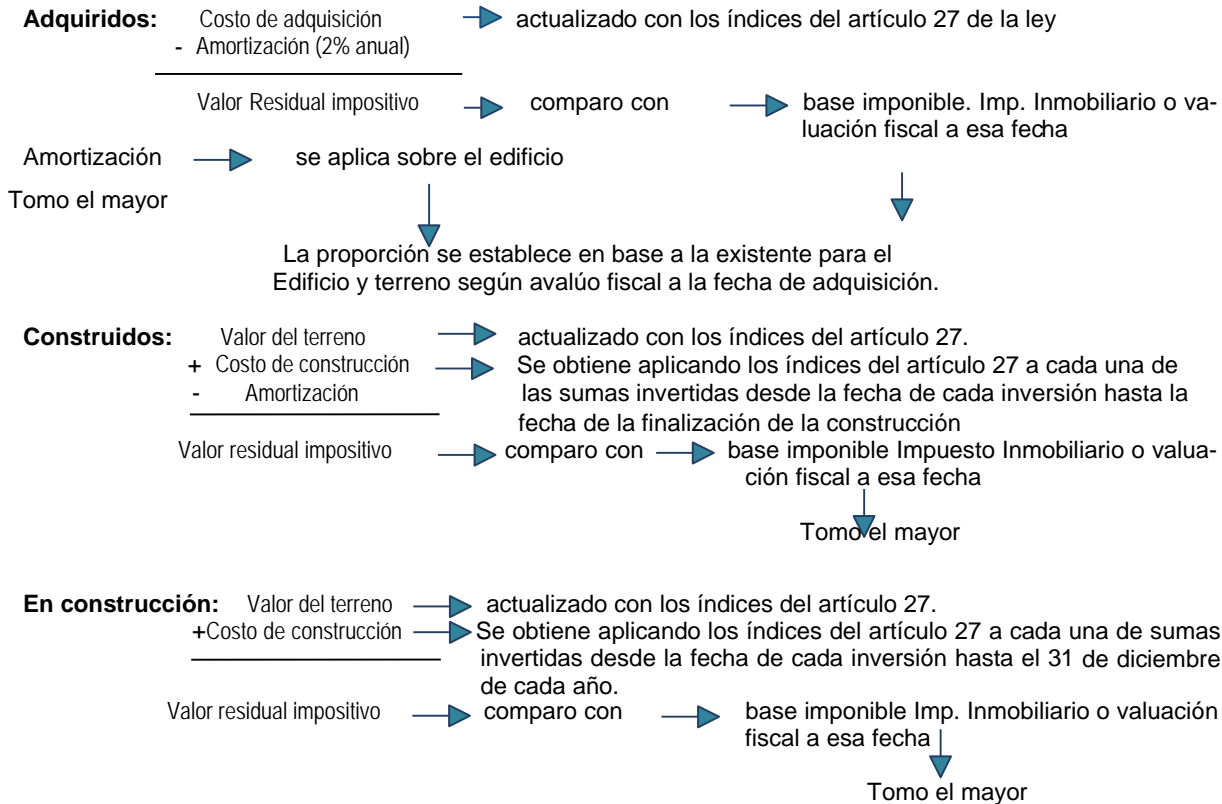 Adquiridos: Costo de adquisición actualizado con los índices del artículo 27 de la ley
- Amortización (2% anual)
Valor Residual impositivo comparo con base imponible. Imp. Inmobiliario o va-
luación fiscal a esa fecha
Amortización se aplica sobre el edificio
Tomo el mayor
La proporción se establece en base a la existente para el
Edificio y terreno según avalúo fiscal a la fecha de adquisición.
Construidos: Valor del terreno actualizado con los índices del artículo 27.
+ Costo de construcción Se obtiene aplicando los índices del artículo 27 a cada una de
- Amortización las sumas invertidas desde la fecha de cada inversión hasta la
fecha de la finalización de la construcción
Valor residual impositivo comparo con base imponible Impuesto Inmobiliario o valua-
ción fiscal a esa fecha
Tomo el mayor
En construcción: Valor del terreno actualizado con los índices del artículo 27.
+Costo de construcción Se obtiene aplicando los índices del artículo 27 a cada una de sumas
invertidas desde la fecha de cada inversión hasta el 31 de diciembre
de cada año.
Valor residual impositivo comparo con base imponible Imp. Inmobiliario o valuación
fiscal a esa fecha
Tomo el mayor